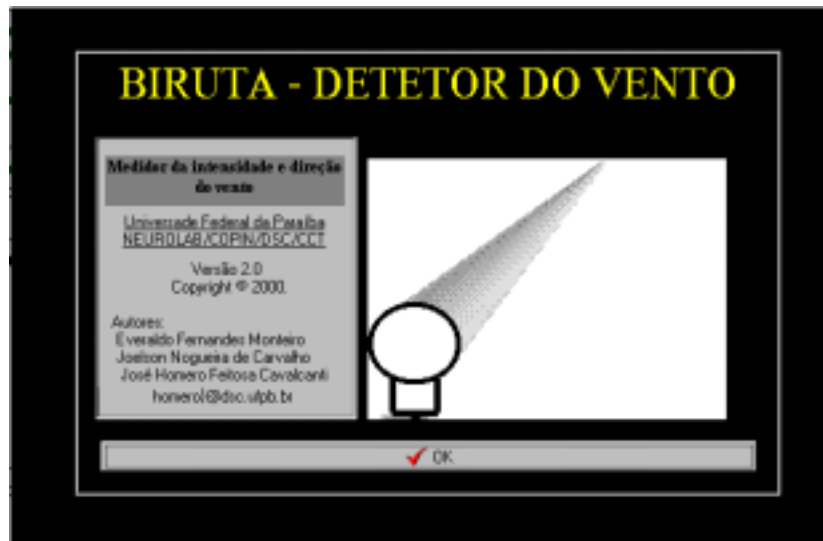 BIRUTA - DETETOR DO VENTO
Medidor da intensidade e direção
do vento
Universade Federal da Paraíba
NEUROLAB/COPIN/DSC/CCT
Versão 2.0
Copyright © 2000.
Autores:
Everaldo Fernandes Monteiro
Joelson Nogueira de Carvalho
José Homero Feitosa Cavalcanti
homero@dsc.ufpb.br
OK